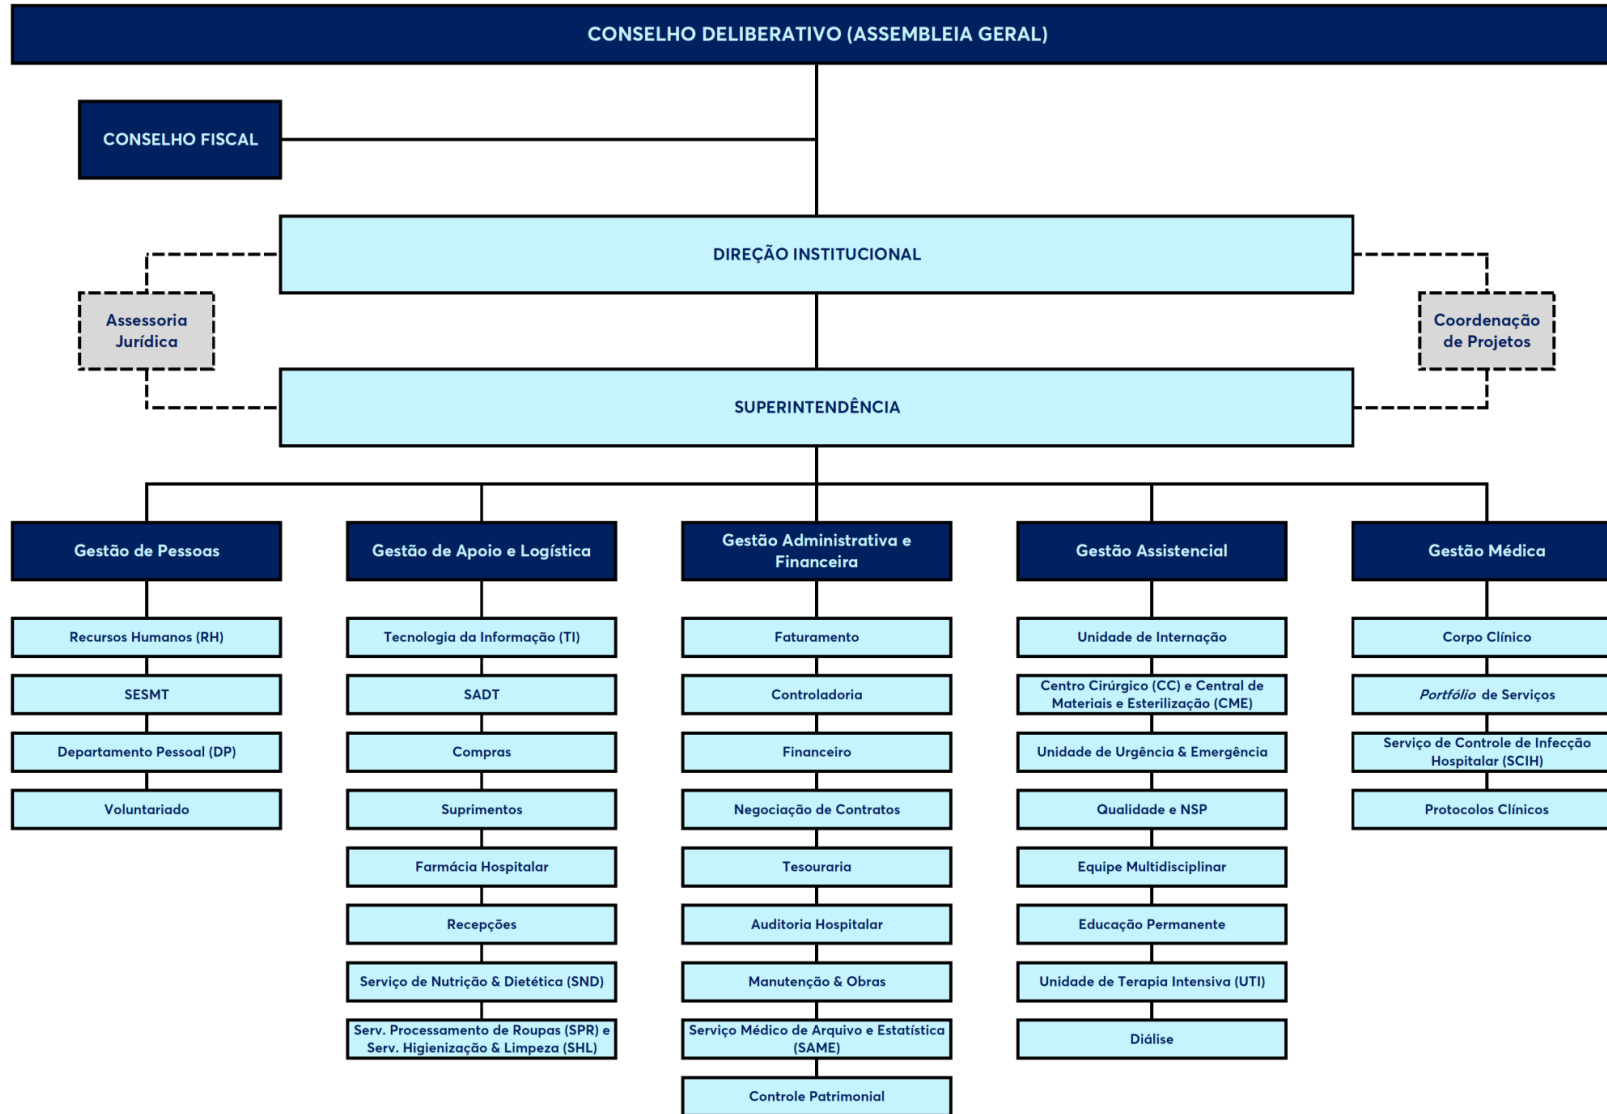 CONSELHO DELIBERATIVO (ASSEMBLEIA GERAL)
CONSELHO FISCAL
DIREÇÃO INSTITUCIONAL
Assessoria
Jurídica
Coordenação
de Projetos
SUPERINTENDÊNCIA
Gestão de Pessoas
Recursos Humanos (RH)
SESMT
Departamento Pessoal (DP)
Voluntariado
Gestão de Apoio e Logística
Tecnologia da Informação (TI)
SADT
Compras
Suprimentos
Farmácia Hospitalar
Recepções
Serviço de Nutrição & Dietética (SND)
Serv. Processamento de Roupas (SPR) e
Serv. Higienização & Limpeza (SHL)
Gestão Administrativa e
Financeira
Faturamento
Controladoria
Financeiro
Negociação de Contratos
Tesouraria
Auditoria Hospitalar
Manutenção & Obras
Serviço Médico de Arquivo e Estatística
(SAME)
Controle Patrimonial
Gestão Assistencial
Unidade de Internação
Centro Cirúrgico (CC) e Central de
Materiais e Esterilização (CME)
Unidade de Urgência & Emergência
Qualidade e NSP
Equipe Multidisciplinar
Educação Permanente
Unidade de Terapia Intensiva (UTI)
Diálise
Gestão Médica
Corpo Clínico
Portfólio de Serviços
Serviço de Controle de Infecção
Hospitalar (SCIH)
Protocolos Clínicos